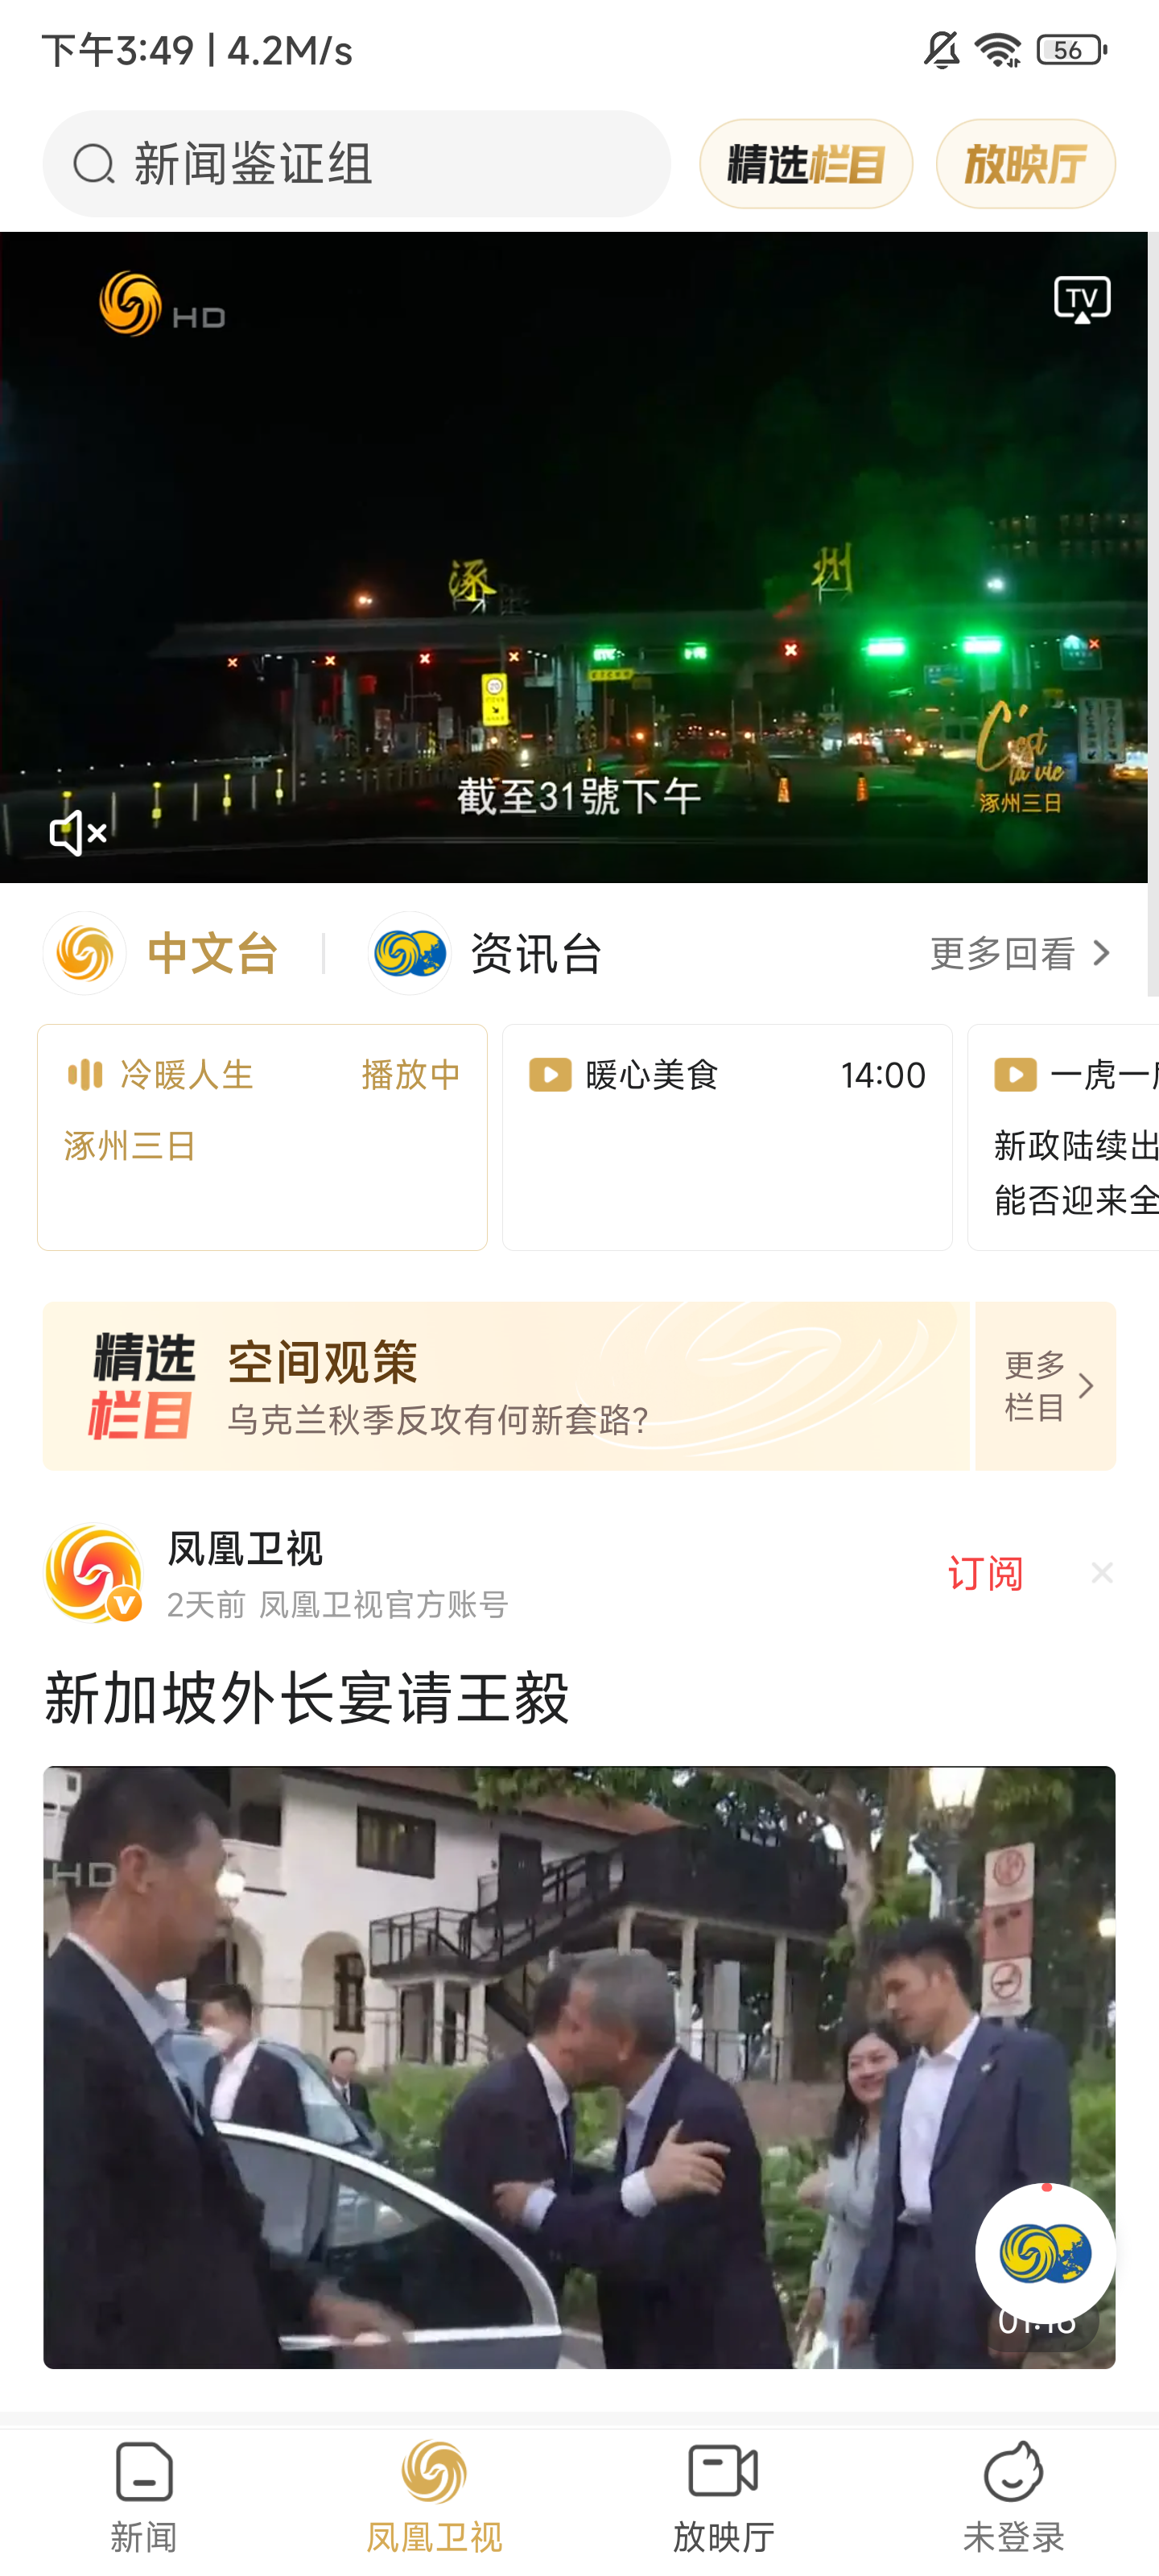 下午3:49 | 4.2M/s
56
新闻鉴证组
精选栏目
放映厅
HD
TV
涿
州
ETC
20
截至31號下午
C'est
la vie
涿州三日
中文台
资讯台
更多回看
冷暖人生
播放中
涿州三日
暖心美食
14:00
一虎一
新政陆续出
能否迎来全
精选
栏目
空间观策
乌克兰秋季反攻有何新套路?
更多
栏目
凤凰卫视
2天前 凤凰卫视官方账号
订阅
新加坡外长宴请王毅
HD
01:16
新闻
凤凰卫视
放映厅
未登录